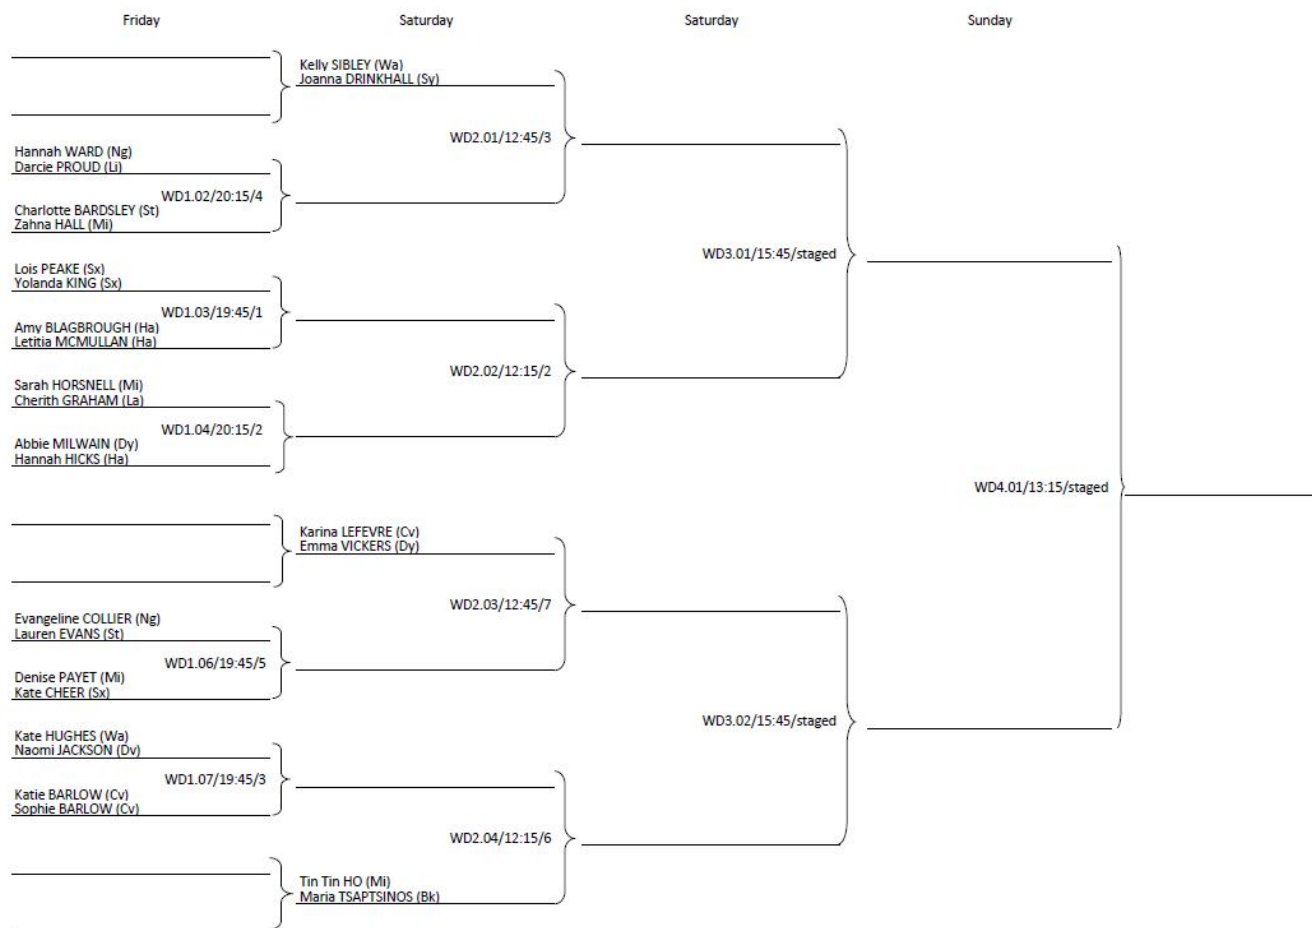 Friday
Saturday
Saturday
Sunday
Kelly SIBLEY (Wa)
Joanna DRINKHALL (Sy)
WD2.01/12:45/3
Hannah WARD (Ng)
Darcie PROUD (Li)
WD1.02/20:15/4
Charlotte BARDSLEY (St)
Zahna HALL (Mi)
WD3.01/15:45/staged
Lois PEAKE (Sx)
Yolanda KING (Sx)
WD1.03/19:45/1
Amy BLAGBROUGH (Ha)
Letitia MCMULLAN (Ha)
WD2.02/12:15/2
Sarah HORSNELL (Mi)
Cherith GRAHAM (La)
WD1.04/20:15/2
Abbie MILWAIN (Dy)
Hannah HICKS (Ha)
WD4.01/13:15/staged
Karina LEFEVRE (Cv)
Emma VICKERS (Dy)
WD2.03/12:45/7
Evangeline COLLIER (Ng)
Lauren EVANS (St)
WD1.06/19:45/5
Denise PAYET (Mi)
Kate CHEER (Sx)
WD3.02/15:45/staged
Kate HUGHES (Wa)
Naomi JACKSON (Dv)
WD1.07/19:45/3
Katie BARLOW (Cv)
Sophie BARLOW (Cv)
WD2.04/12:15/6
Tin Tin HO (Mi)
Maria TSAPTSINOS (Bk)